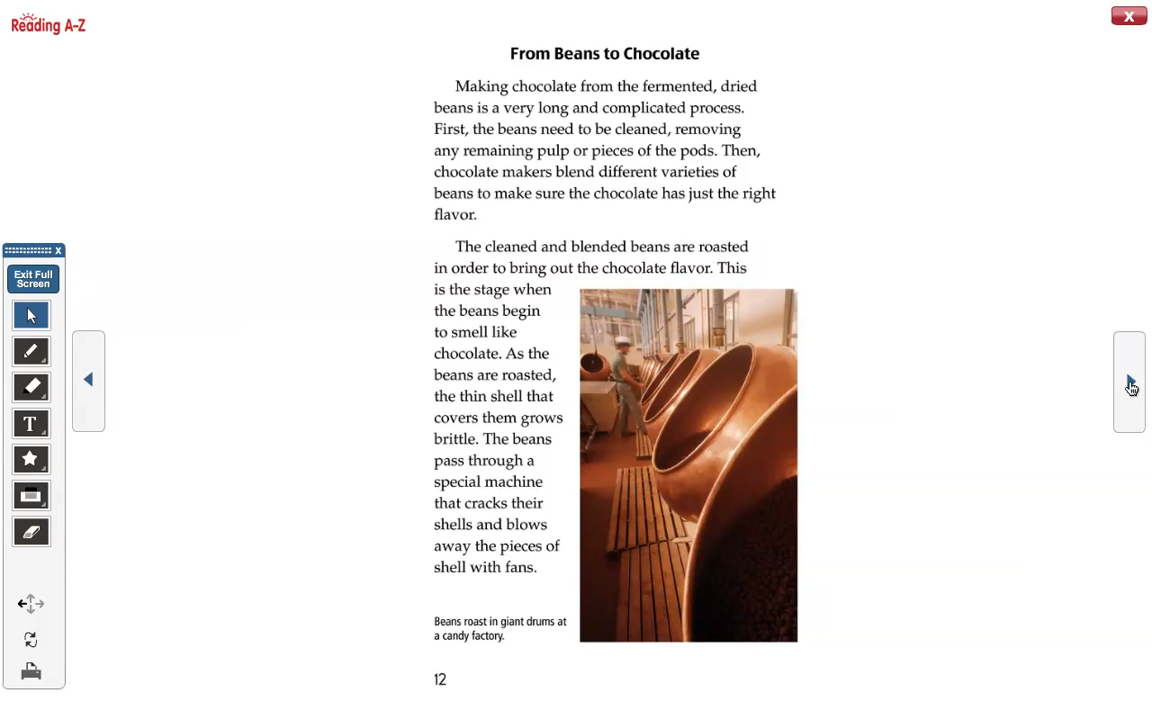 Reading A-Z
X
From Beans to Chocolate
Making chocolate from the fermented, dried
beans is a very long and complicated process.
First, the beans need to be cleaned, removing
any remaining pulp or pieces of the pods. Then,
chocolate makers blend different varieties of
beans to make sure the chocolate has just the right
flavor.
The cleaned and blended beans are roasted
in order to bring out the chocolate flavor. This
is the stage when
the beans begin
to smell like
chocolate. As the
beans are roasted,
the thin shell that
covers them grows
brittle. The beans
pass through a
special machine
that cracks their
shells and blows
away the pieces of
shell with fans.
Beans roast in giant drums at
a candy factory.
12
x
Exit Full
Screen
T